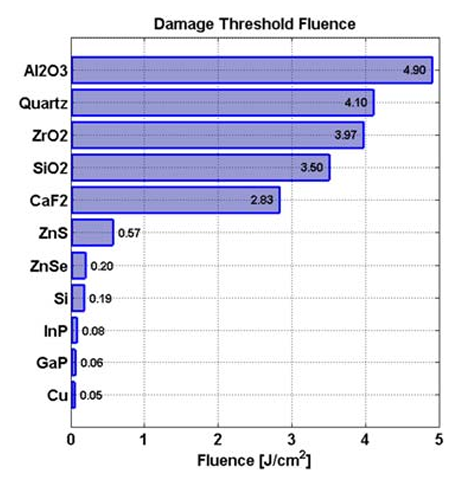 Damage Threshold Fluence
Al2O3 4.90
Quartz 4.10
ZrO2 3.97
SiO2 3.50
CaF2 2.83
ZnS 0.57
ZnSe 0.20
Si 0.19
InP 0.08
GaP 0.06
Cu 0.05
0 1 2 3 4 5
Fluence [J/cm²]